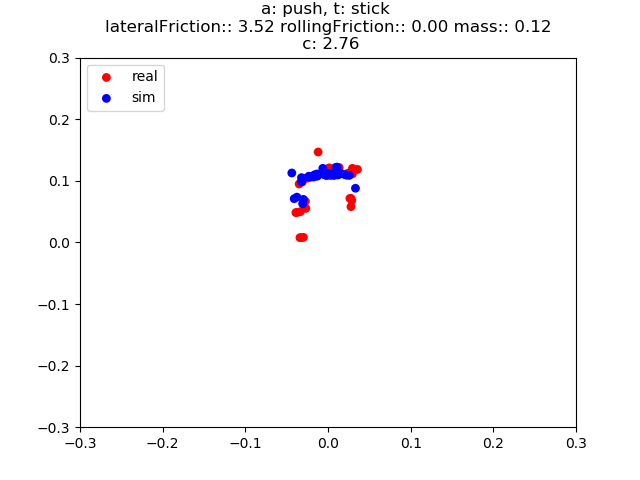 a: push, t: stick
lateralFriction:: 3.52 rollingFriction:: 0.00 mass:: 0.12
c: 2.76
real
sim
0.3
0.2
0.1
0.0
−0.1
−0.2
−0.3
−0.3 −0.2 −0.1 0.0 0.1 0.2 0.3